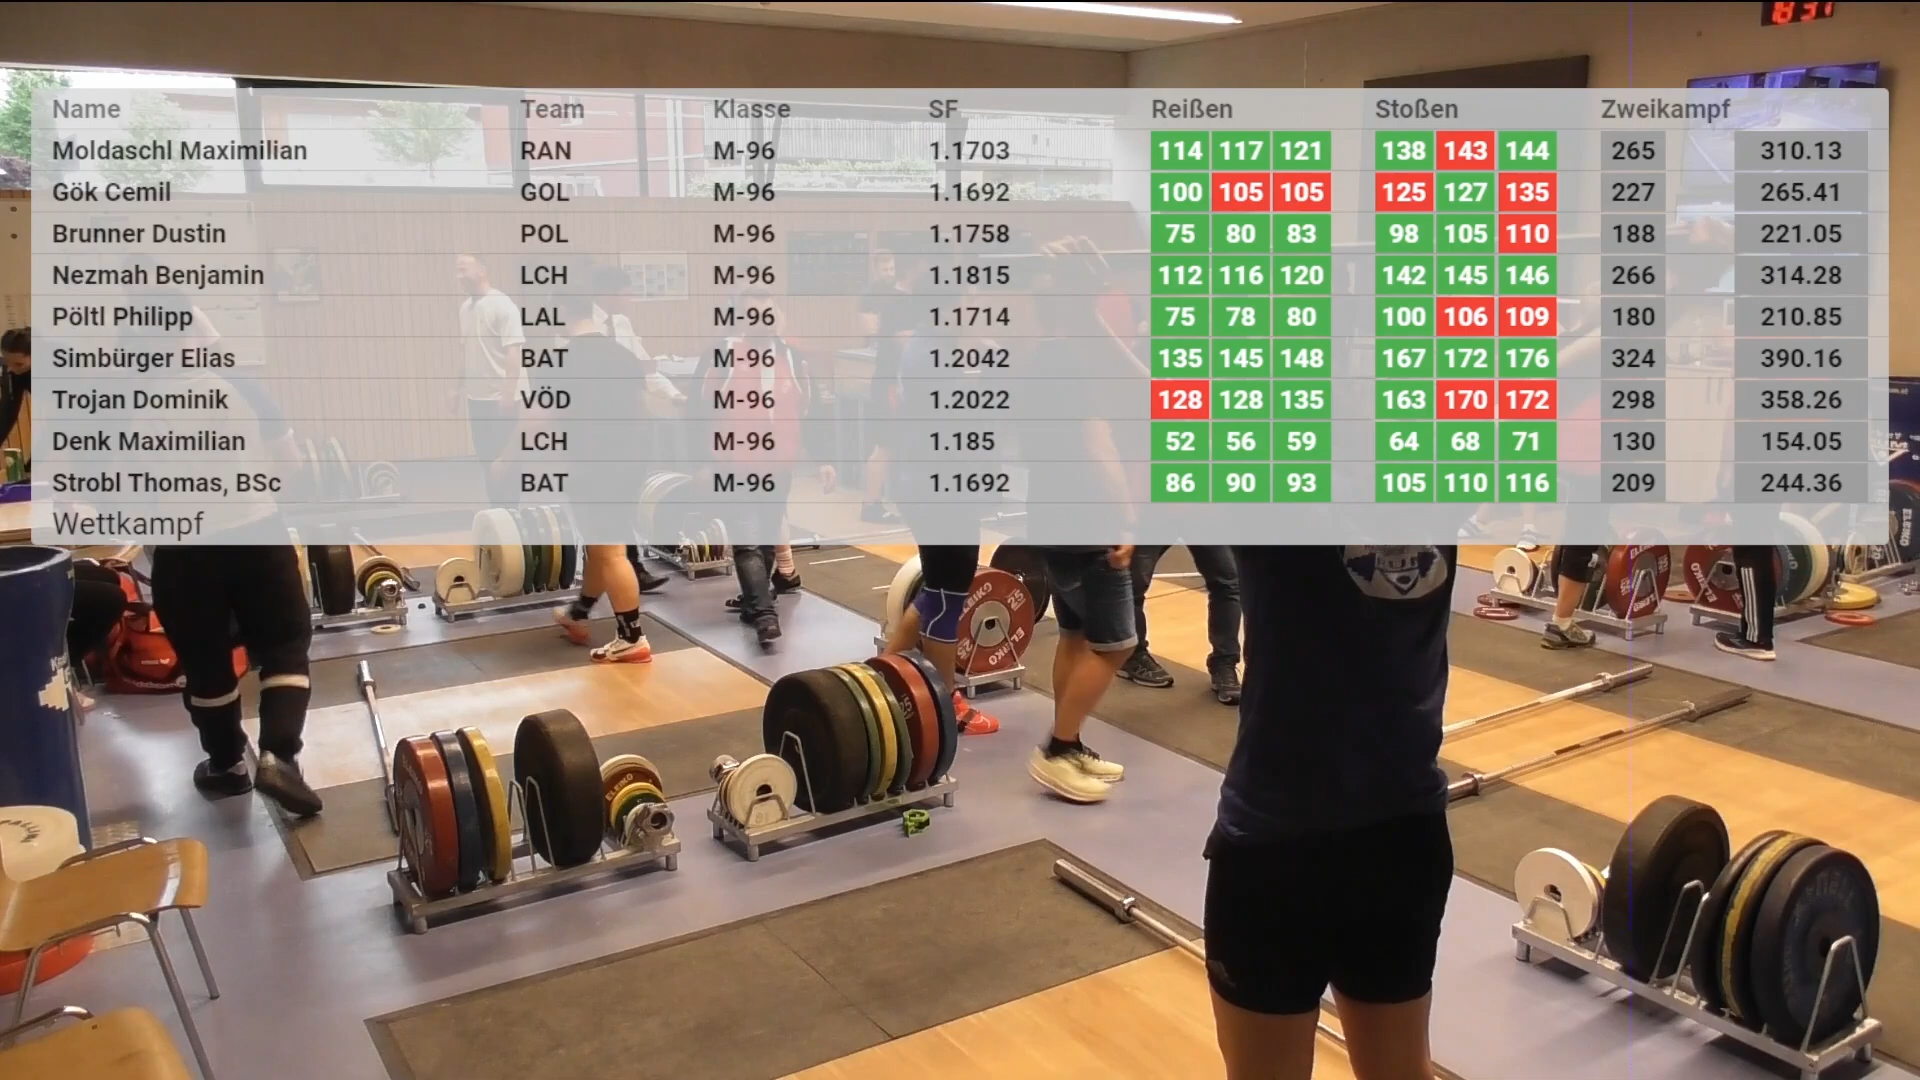 8:31
Name Team Klasse SF Reißen Stoßen Zweikampf
Moldaschl Maximilian RAN M-96 1.1703 114 117 121 138 143 144 265 310.13
Gök Cemil GOL M-96 1.1692 100 105 105 125 127 135 227 265.41
Brunner Dustin POL M-96 1.1758 75 80 83 98 105 110 188 221.05
Nezmah Benjamin LCH M-96 1.1815 112 116 120 142 145 146 266 314.28
Pöltl Philipp LAL M-96 1.1714 75 78 80 100 106 109 180 210.85
Simbürger Elias BAT M-96 1.2042 135 145 148 167 172 176 324 390.16
Trojan Dominik VÖD M-96 1.2022 128 128 135 163 170 172 298 358.26
Denk Maximilian LCH M-96 1.185 52 56 59 64 68 71 130 154.05
Strobl Thomas, BSc BAT M-96 1.1692 86 90 93 105 110 116 209 244.36
Wettkampf
ELEIKO
25
ELEIKO
25
ELEIKO